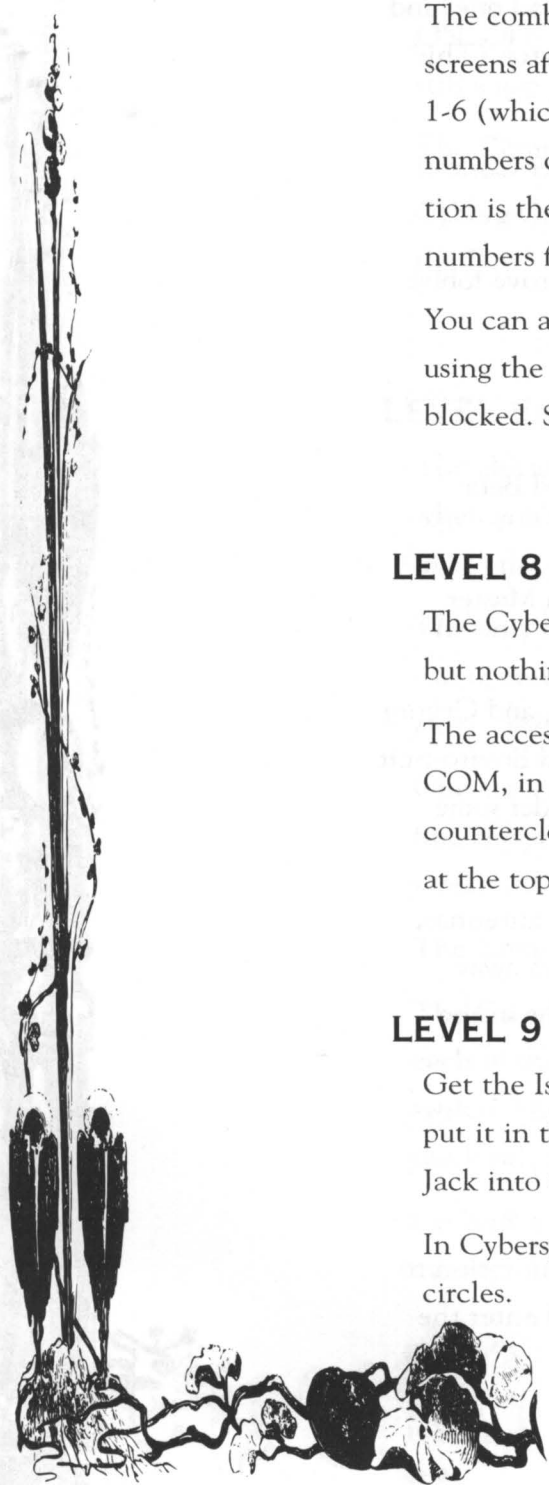 The comb
screens af
1-6 (whic
numbers o
tion is the
numbers f
You can a
using the
blocked. S
LEVEL 8
The Cybe
but nothin
The acces
COM, in
countercle
at the top
LEVEL 9
Get the Is
put it in t
Jack into
In Cybers
circles.